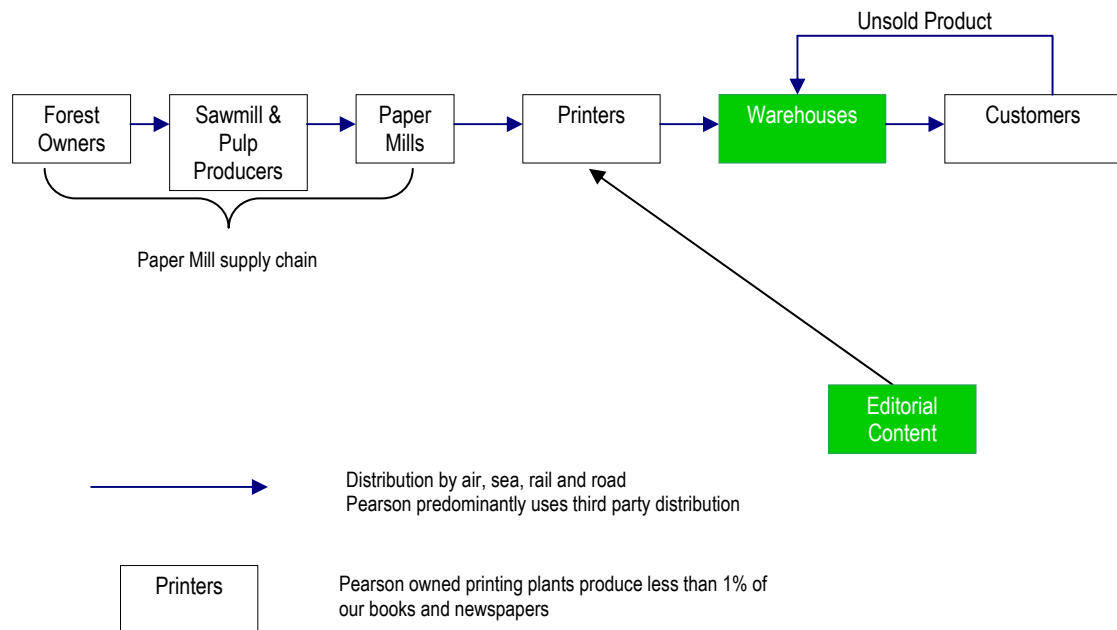 Unsold Product
Forest
Owners
Sawmill &
Pulp
Producers
Paper
Mills
Printers
Warehouses
Customers
Paper Mill supply chain
Editorial
Content
Distribution by air, sea, rail and road
Pearson predominantly uses third party distribution
Printers
Pearson owned printing plants produce less than 1% of
our books and newspapers